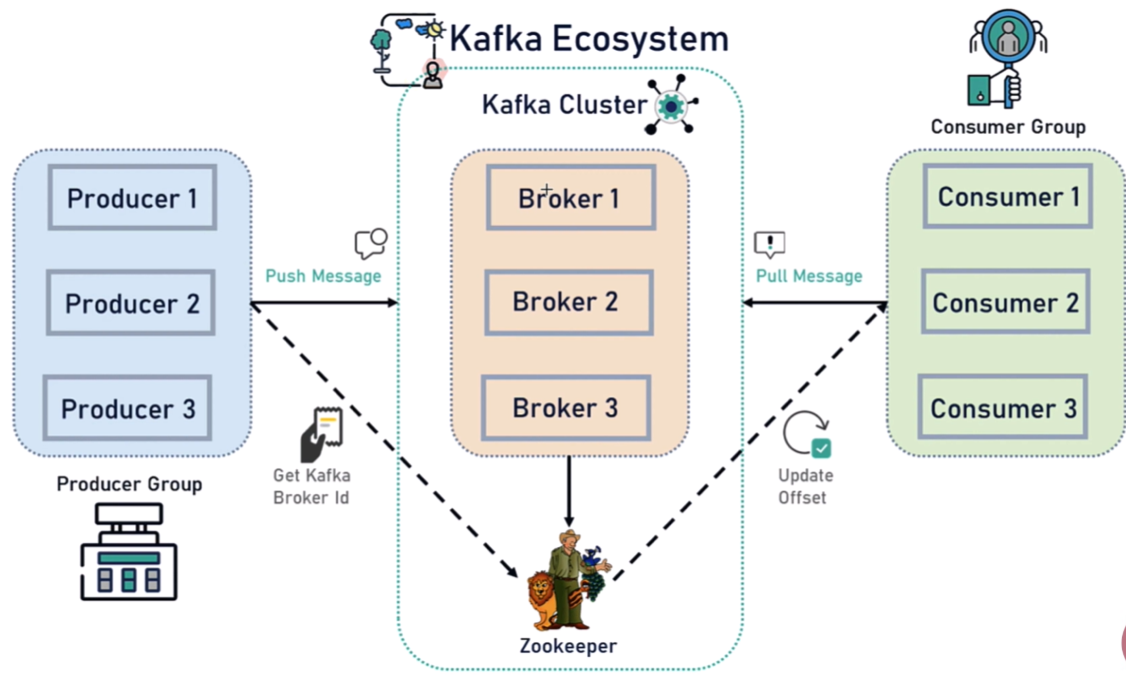 Kafka Ecosystem
Kafka Cluster
Consumer Group
Producer 1
Producer 2
Producer 3
Producer Group
Push Message
Get Kafka
Broker Id
Broker 1
Broker 2
Broker 3
Zookeeper
Pull Message
Update
Offset
Consumer 1
Consumer 2
Consumer 3